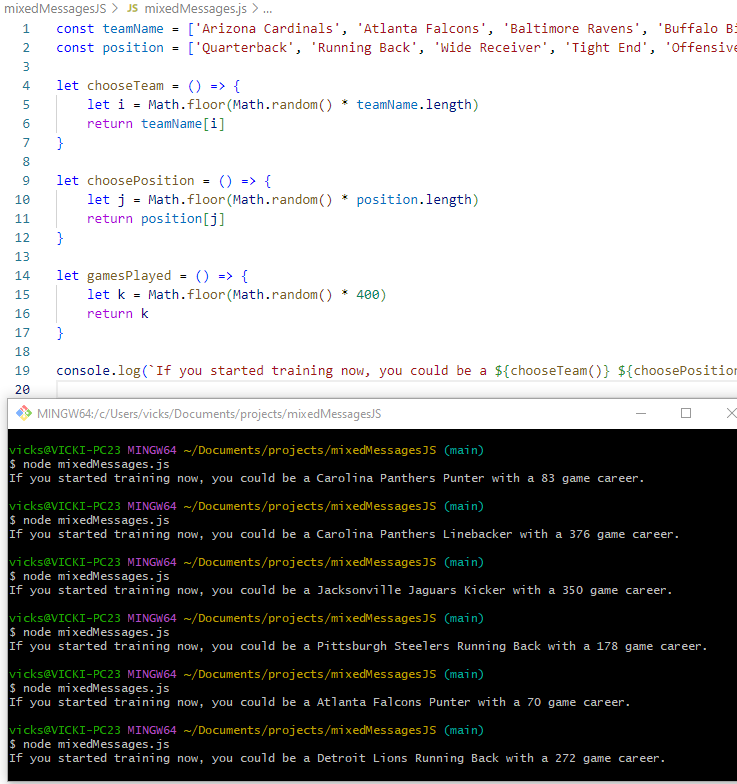 mixedMessagesJS > JS mixedMessages.js > ...
1 const teamName = ['Arizona Cardinals', 'Atlanta Falcons', 'Baltimore Ravens', 'Buffalo Bi
2 const position = ['Quarterback', 'Running Back', 'Wide Receiver', 'Tight End', 'Offensive
3
4 let chooseTeam = () => {
5 let i = Math.floor(Math.random() * teamName.length)
6 return teamName[i]
7 }
8
9 let choosePosition = () => {
10 let j = Math.floor(Math.random() * position.length)
11 return position[j]
12 }
13
14 let gamesPlayed = () => {
15 let k = Math.floor(Math.random() * 400)
16 return k
17 }
18
19 console.log(`If you started training now, you could be a ${chooseTeam()} ${choosePosition
20
MINGW64:/c/Users/vicks/Documents/projects/mixedMessagesJS
vicks@VICKI-PC23 MINGW64 ~/Documents/projects/mixedMessagesJS (main)
$ node mixedMessages.js
If you started training now, you could be a Carolina Panthers Punter with a 83 game career.
vicks@VICKI-PC23 MINGW64 ~/Documents/projects/mixedMessagesJS (main)
$ node mixedMessages.js
If you started training now, you could be a Carolina Panthers Linebacker with a 376 game career.
vicks@VICKI-PC23 MINGW64 ~/Documents/projects/mixedMessagesJS (main)
$ node mixedMessages.js
If you started training now, you could be a Jacksonville Jaguars Kicker with a 350 game career.
vicks@VICKI-PC23 MINGW64 ~/Documents/projects/mixedMessagesJS (main)
$ node mixedMessages.js
If you started training now, you could be a Pittsburgh Steelers Running Back with a 178 game career.
vicks@VICKI-PC23 MINGW64 ~/Documents/projects/mixedMessagesJS (main)
$ node mixedMessages.js
If you started training now, you could be a Atlanta Falcons Punter with a 70 game career.
vicks@VICKI-PC23 MINGW64 ~/Documents/projects/mixedMessagesJS (main)
$ node mixedMessages.js
If you started training now, you could be a Detroit Lions Running Back with a 272 game career.